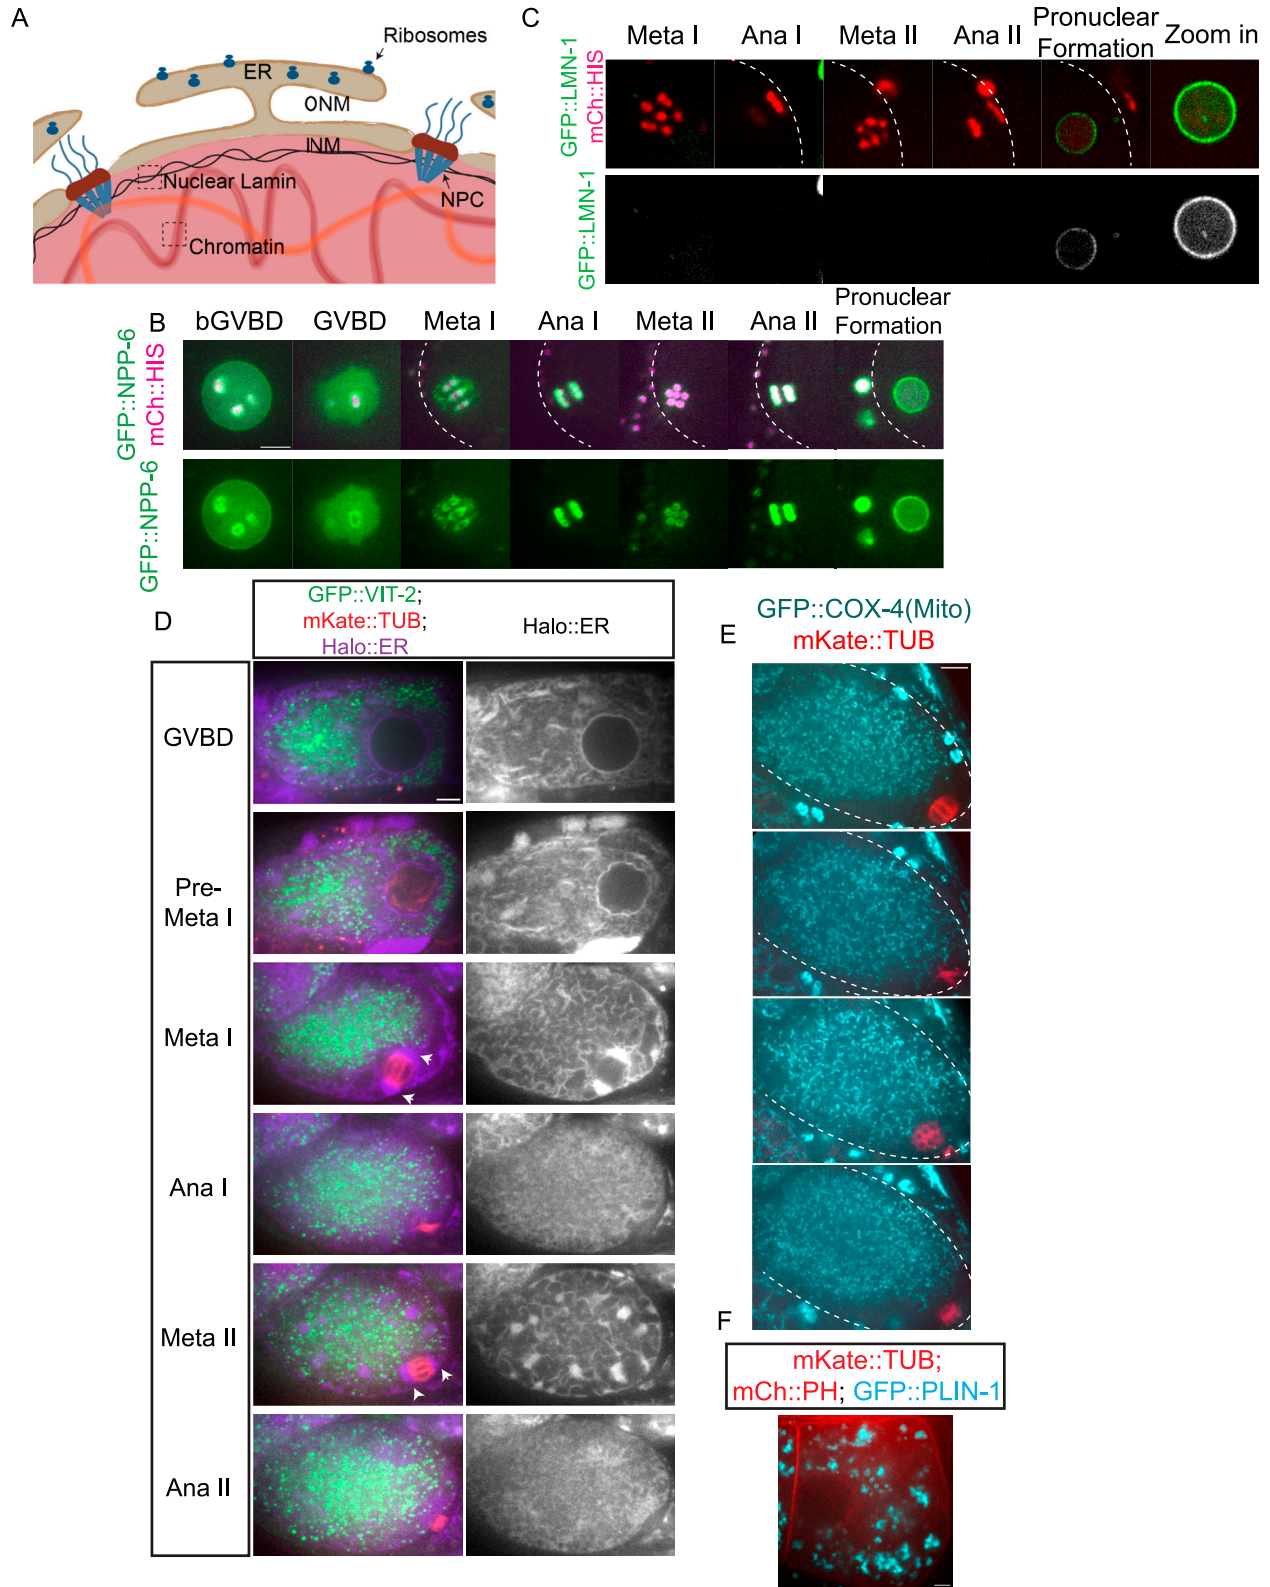 A
Ribosomes
ER
ONM
INM
Nuclear Lamin
NPC
Chromatin
C
Meta I
Ana I
Meta II
Ana II
Pronuclear
Formation
Zoom in
GFP::LMN-1
mCh::HIS
GFP::LMN-1
B
bGVBD
GVBD
Meta I
Ana I
Meta II
Ana II
Pronuclear
Formation
GFP::NPP-6
mCh::HIS
GFP::NPP-6
D
GFP::VIT-2;
mKate::TUB;
Halo::ER
Halo::ER
GVBD
Pre-
Meta I
Meta I
Ana I
Meta II
Ana II
E
GFP::COX-4(Mito)
mKate::TUB
F
mKate::TUB;
mCh::PH; GFP::PLIN-1